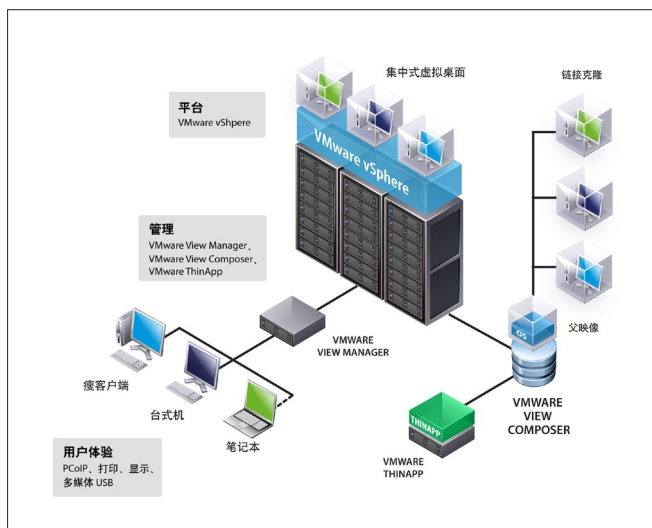 集中式虚拟桌面
链接克隆
平台
VMware vShpere
VMware vSphere
管理
VMware View Manager、
VMware View Composer、
VMware ThinApp
VMWARE
VIEW MANAGER
OS
父映像
瘦客户端
台式机
笔记本
VMWARE
VIEW
COMPOSER
THINAPP
VMWARE
THINAPP
用户体验
PCoIP、打印、显示、
多媒体 USB